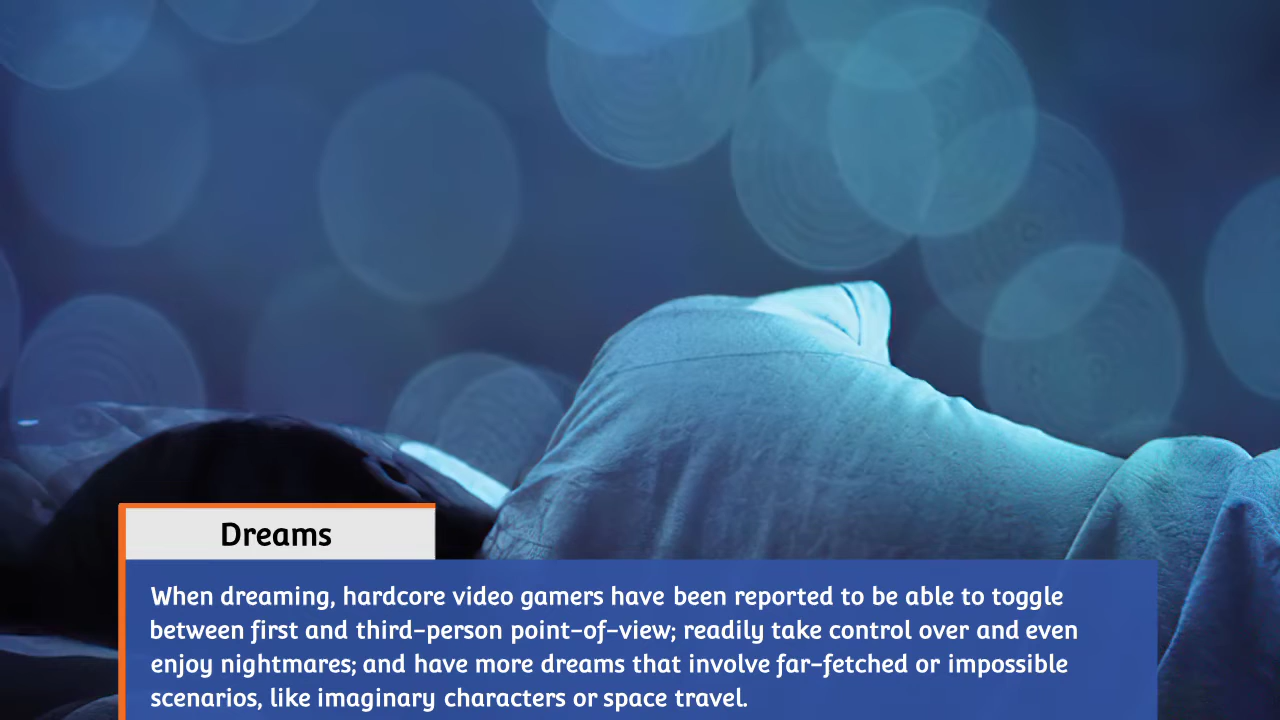 Dreams
When dreaming, hardcore video gamers have been reported to be able to toggle
between first and third-person point-of-view; readily take control over and even
enjoy nightmares; and have more dreams that involve far-fetched or impossible
scenarios, like imaginary characters or space travel.